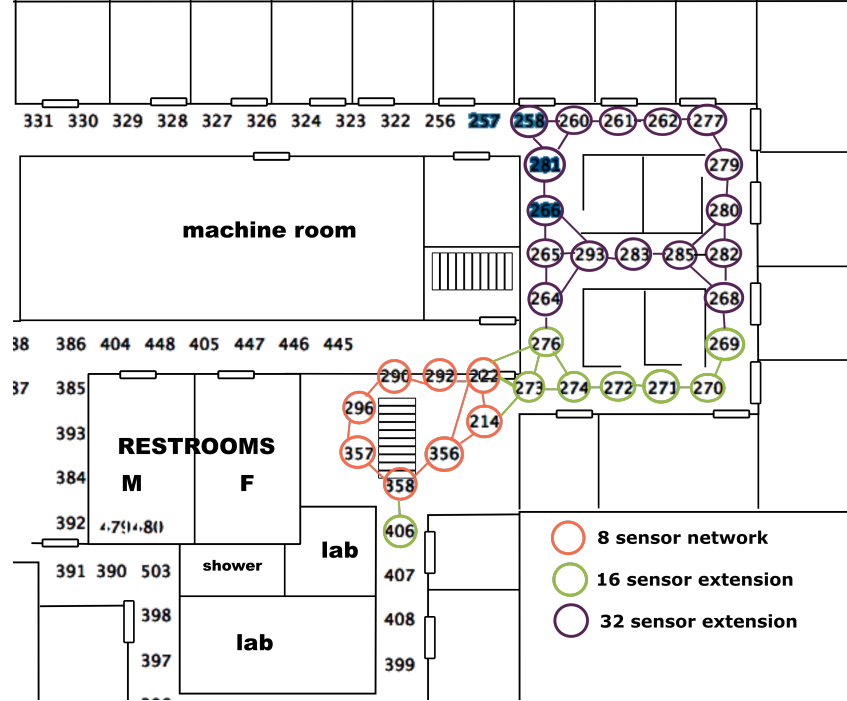 331 330 329 328 327 326 324 323 322 256 257 258 260 261 262 277
281 279
machine room 266 280
265 293 283 285 282
264 268
88 386 404 448 405 447 446 445 276 269
87 385 290 292 222 273 274 272 271 270
296 214
393
RESTROOMS 357 356
384 M F 358
392 479 480 406
8 sensor network
lab
391 390 503 shower 407 16 sensor extension
398 408 32 sensor extension
lab
397 399